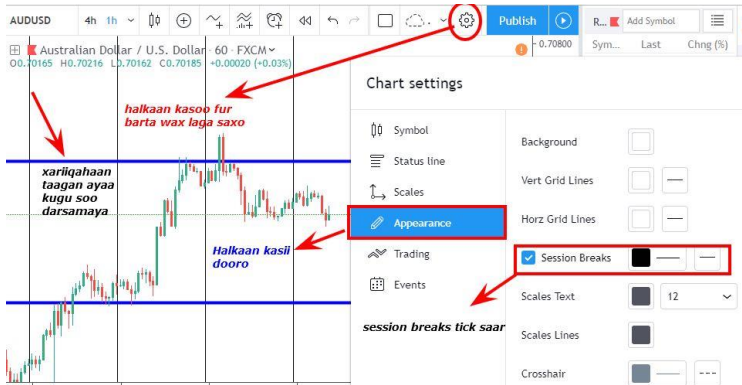 AUDUSD 4h 1h Publish R... Add Symbol
Australian Dollar / U.S. Dollar · 60 · FXCM
0.70800
Sym... Last Chng (%)
O0.70165 H0.70216 L0.70162 C0.70185 +0.00020 (+0.03%)
Chart settings
halkaan kasoo fur
barta wax laga saxo
xariiqahaan
taagan ayaa
kugu soo
darsamaya
Halkaan kasii
dooro
session breaks tick saar
Symbol
Status line
Scales
Appearance
Trading
Events
Background
Vert Grid Lines
Horz Grid Lines
Session Breaks
Scales Text 12
Scales Lines
Crosshair